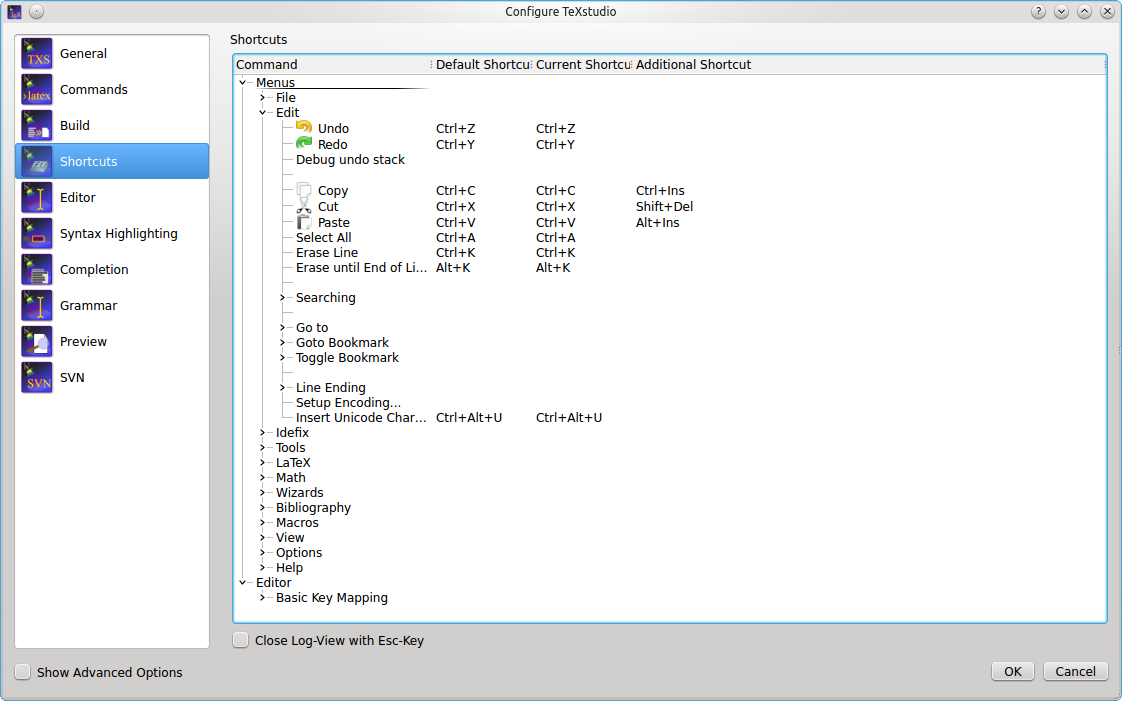 Configure TeXstudio
TXS General
›latex Commands
Build
Shortcuts
Editor
Syntax Highlighting
Completion
Grammar
Preview
SVN SVN
Shortcuts
Command Default Shortcu Current Shortcu Additional Shortcut
Menus
File
Edit
Undo Ctrl+Z Ctrl+Z
Redo Ctrl+Y Ctrl+Y
Debug undo stack
Copy Ctrl+C Ctrl+C Ctrl+Ins
Cut Ctrl+X Ctrl+X Shift+Del
Paste Ctrl+V Ctrl+V Alt+Ins
Select All Ctrl+A Ctrl+A
Erase Line Ctrl+K Ctrl+K
Erase until End of Li... Alt+K Alt+K
Searching
Go to
Goto Bookmark
Toggle Bookmark
Line Ending
Setup Encoding...
Insert Unicode Char... Ctrl+Alt+U Ctrl+Alt+U
Idefix
Tools
LaTeX
Math
Wizards
Bibliography
Macros
View
Options
Help
Editor
Basic Key Mapping
Close Log-View with Esc-Key
Show Advanced Options
OK Cancel